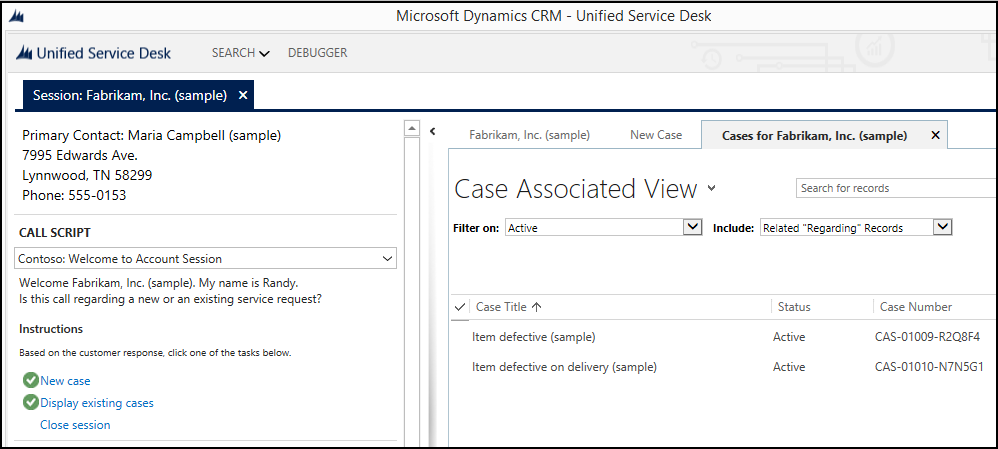 Microsoft Dynamics CRM - Unified Service Desk
Unified Service Desk SEARCH DEBUGGER
Session: Fabrikam, Inc. (sample)
Primary Contact: Maria Campbell (sample)
7995 Edwards Ave.
Lynnwood, TN 58299
Phone: 555-0153
CALL SCRIPT
Contoso: Welcome to Account Session
Welcome Fabrikam, Inc. (sample). My name is Randy.
Is this call regarding a new or an existing service request?
Instructions
Based on the customer response, click one of the tasks below.
New case
Display existing cases
Close session
Fabrikam, Inc. (sample) New Case Cases for Fabrikam, Inc. (sample)
Case Associated View
Search for records
Filter on: Active Include: Related "Regarding" Records
Case Title Status Case Number
Item defective (sample) Active CAS-01009-R2Q8F4
Item defective on delivery (sample) Active CAS-01010-N7N5G1